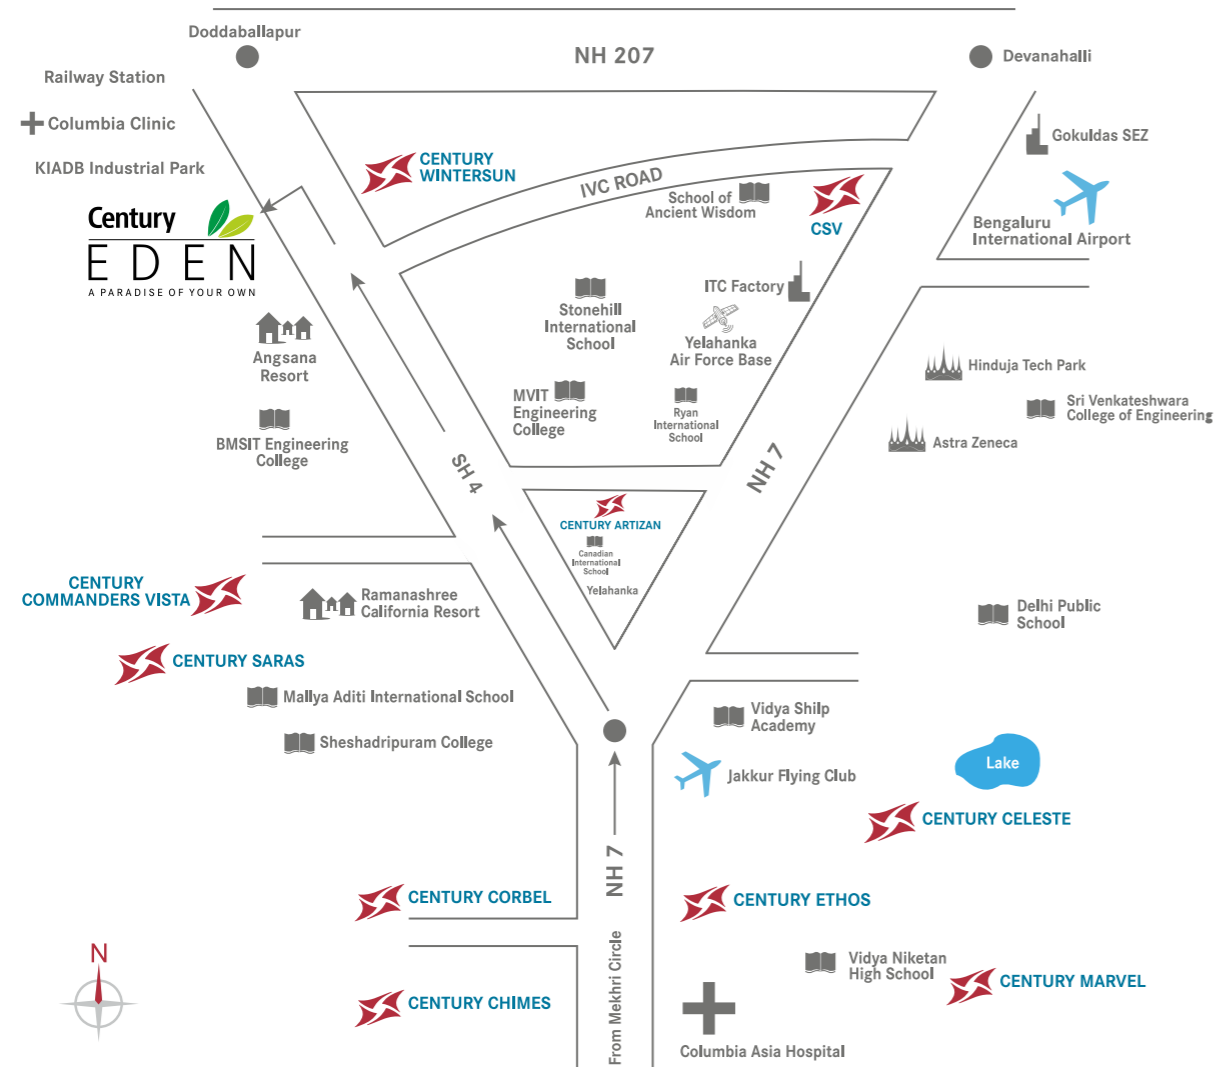 Doddaballapur
NH 207
Devanahalli
Railway Station
Columbia Clinic
KIADB Industrial Park
Gokuldas SEZ
CENTURY
WINTERSUN
IVC ROAD
School of
Ancient Wisdom
CSV
Bengaluru
International Airport
Century
EDEN
A PARADISE OF YOUR OWN
ITC Factory
Stonehill
International
School
Yelahanka
Air Force Base
Angsana
Resort
Hinduja Tech Park
MVIT
Engineering
College
Ryan
International
School
Sri Venkateshwara
College of Engineering
BMSIT Engineering
College
Astra Zeneca
SH 4
NH 7
CENTURY ARTIZAN
Canadian
International
School
Yelahanka
CENTURY
COMMANDERS VISTA
Ramanashree
California Resort
Delhi Public
School
CENTURY SARAS
Mallya Aditi International School
Sheshadripuram College
Vidya Shilp
Academy
Jakkur Flying Club
Lake
CENTURY CELESTE
NH 7
CENTURY CORBEL
CENTURY ETHOS
From Mekhri Circle
Vidya Niketan
High School
CENTURY MARVEL
N
CENTURY CHIMES
Columbia Asia Hospital